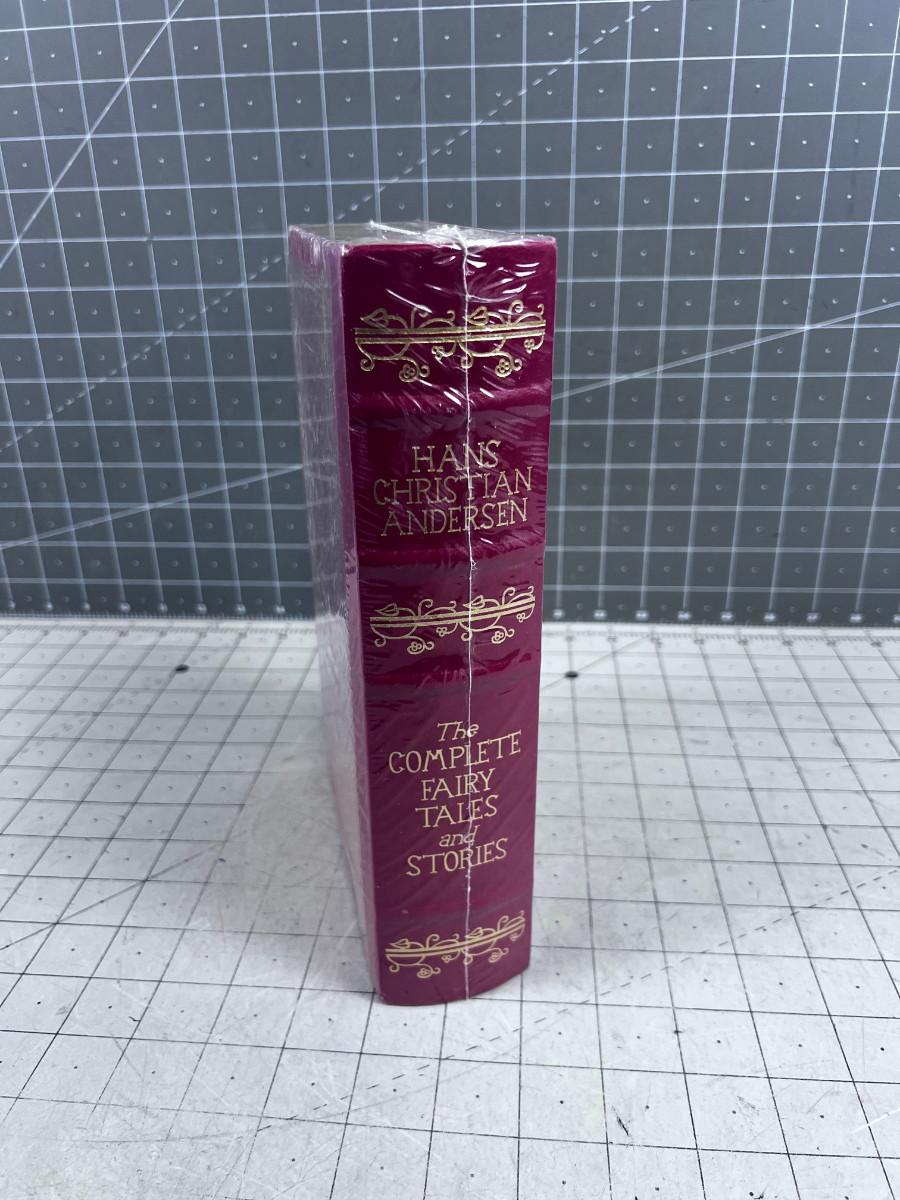 HANS
CHRISTIAN
ANDERSEN
The
COMPLETE
FAIRY
TALES
and
STORIES